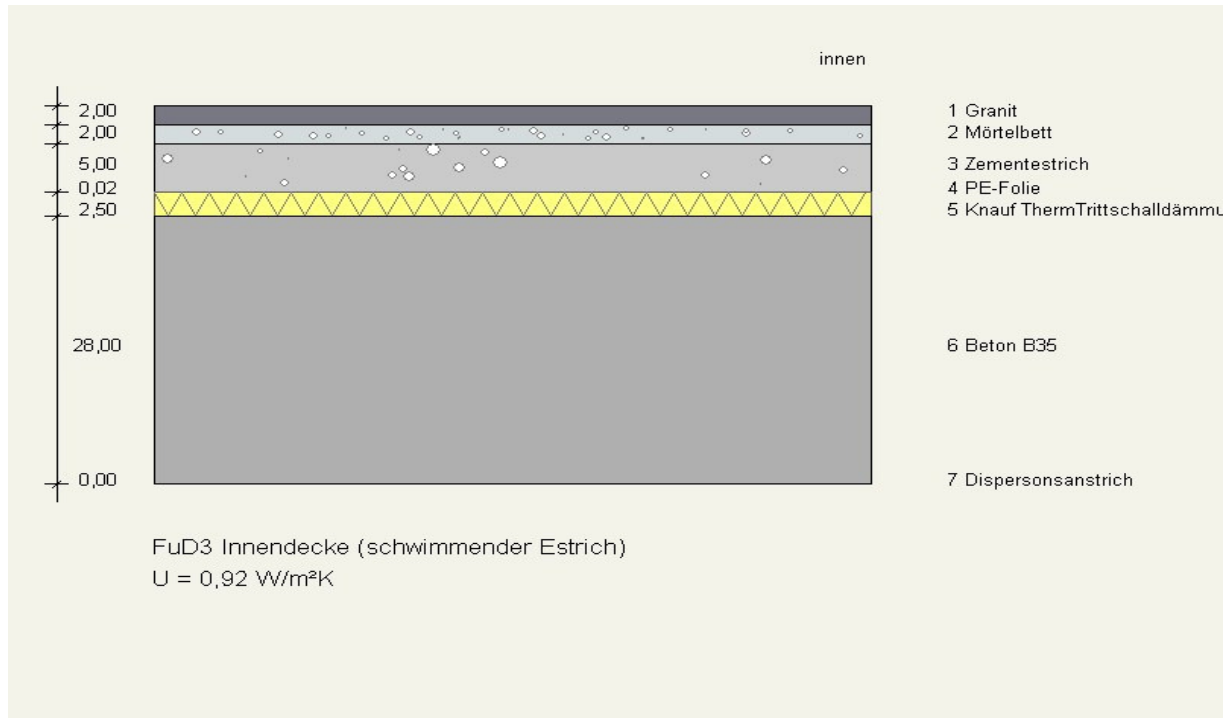 innen
2,00 1 Granit
2,00 2 Mörtelbett
5,00 3 Zementestrich
0,02 4 PE-Folie
2,50 5 Knauf ThermTrittschalldämmu
28,00 6 Beton B35
0,00 7 Dispersonsanstrich
FuD3 Innendecke (schwimmender Estrich)
U = 0,92 W/m²K